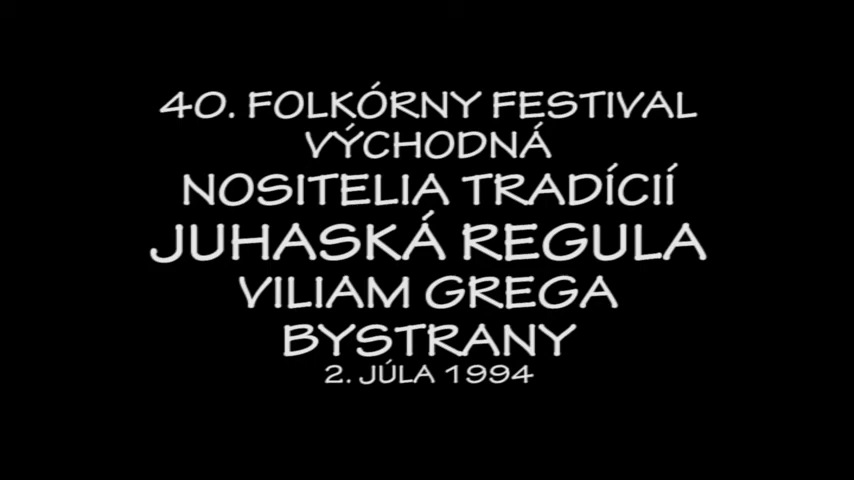 40. FOLKÓRNY FESTIVAL
VÝCHODNÁ
NOSITELIA TRADÍCIÍ
JUHASKÁ REGULA
VILIAM GREGA
BYSTRANY
2. JÚLA 1994